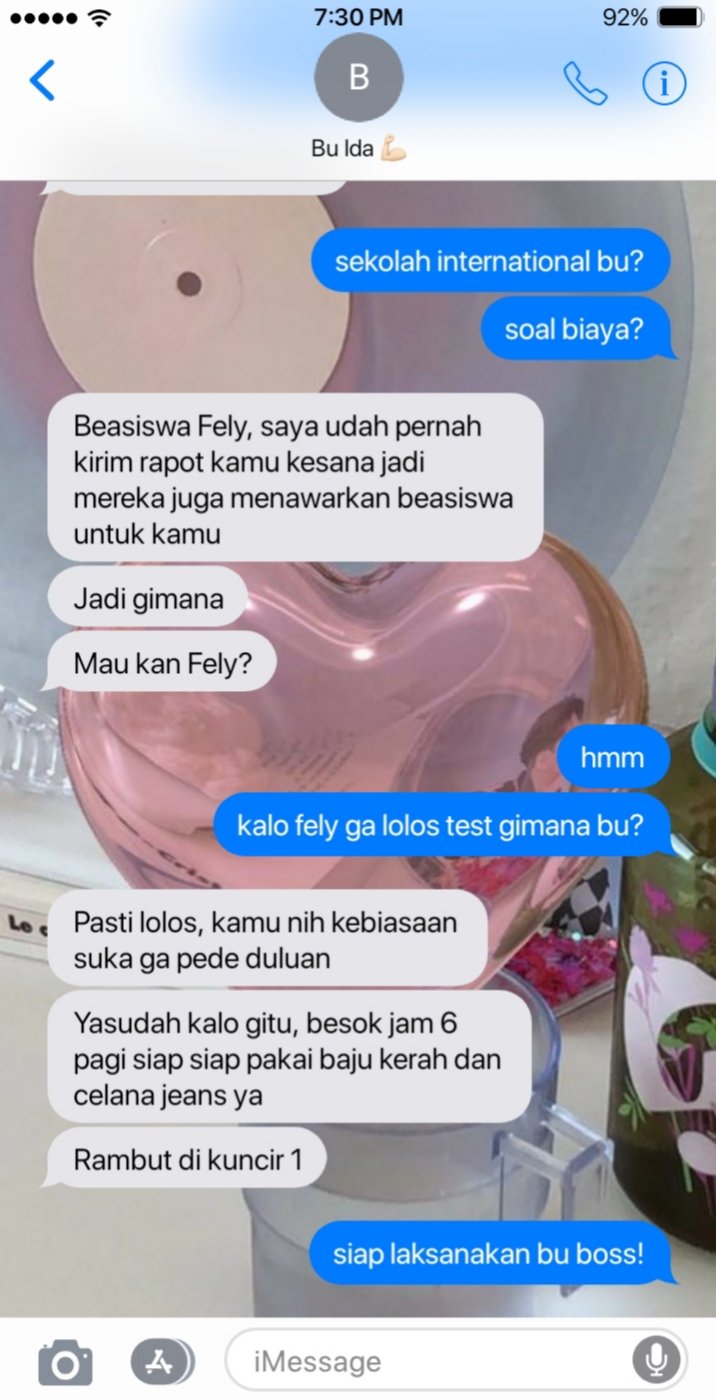 7:30 PM
92%
B
Bu Ida 💪🏻
sekolah international bu?
soal biaya?
Beasiswa Fely, saya udah pernah
kirim rapot kamu kesana jadi
mereka juga menawarkan beasiswa
untuk kamu
Jadi gimana
Mau kan Fely?
hmm
kalo fely ga lolos test gimana bu?
Pasti lolos, kamu nih kebiasaan
suka ga pede duluan
Yasudah kalo gitu, besok jam 6
pagi siap siap pakai baju kerah dan
celana jeans ya
Rambut di kuncir 1
siap laksanakan bu boss!
iMessage